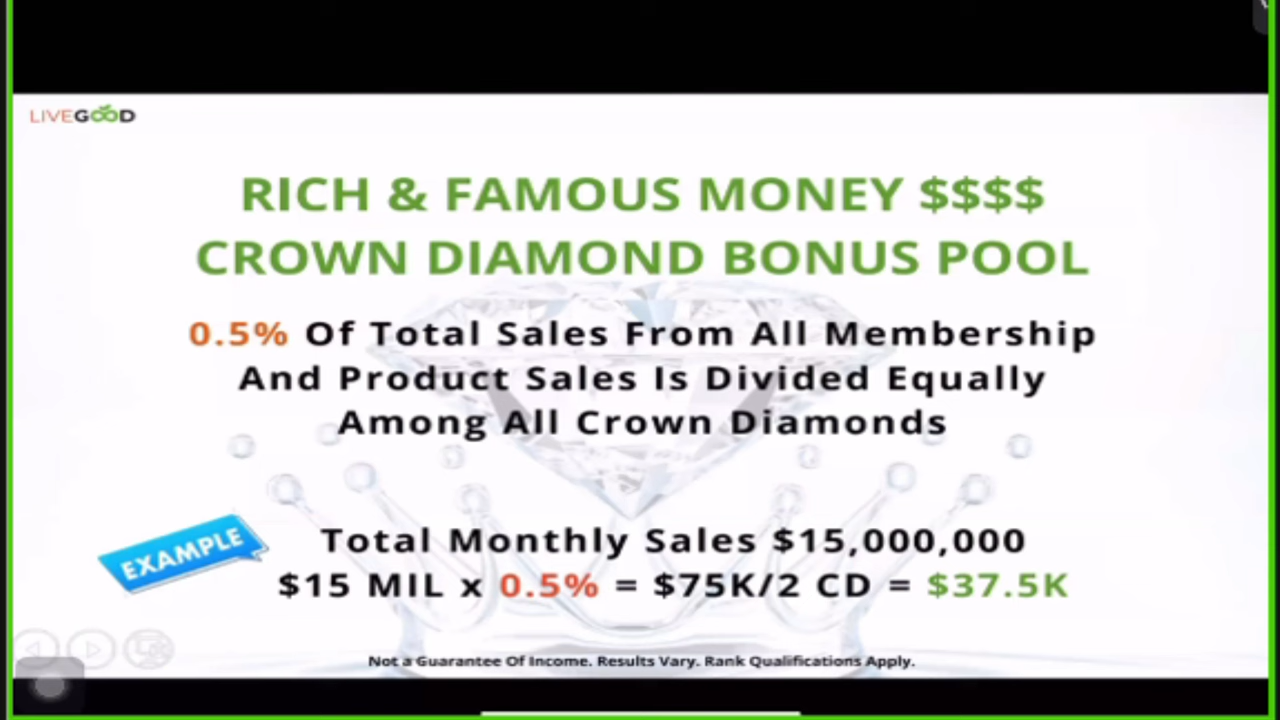 LIVEGOOD
RICH & FAMOUS MONEY $$$$
CROWN DIAMOND BONUS POOL
0.5% Of Total Sales From All Membership
And Product Sales Is Divided Equally
Among All Crown Diamonds
EXAMPLE
Total Monthly Sales $15,000,000
$15 MIL x 0.5% = $75K/2 CD = $37.5K
Not a Guarantee Of Income. Results Vary. Rank Qualifications Apply.